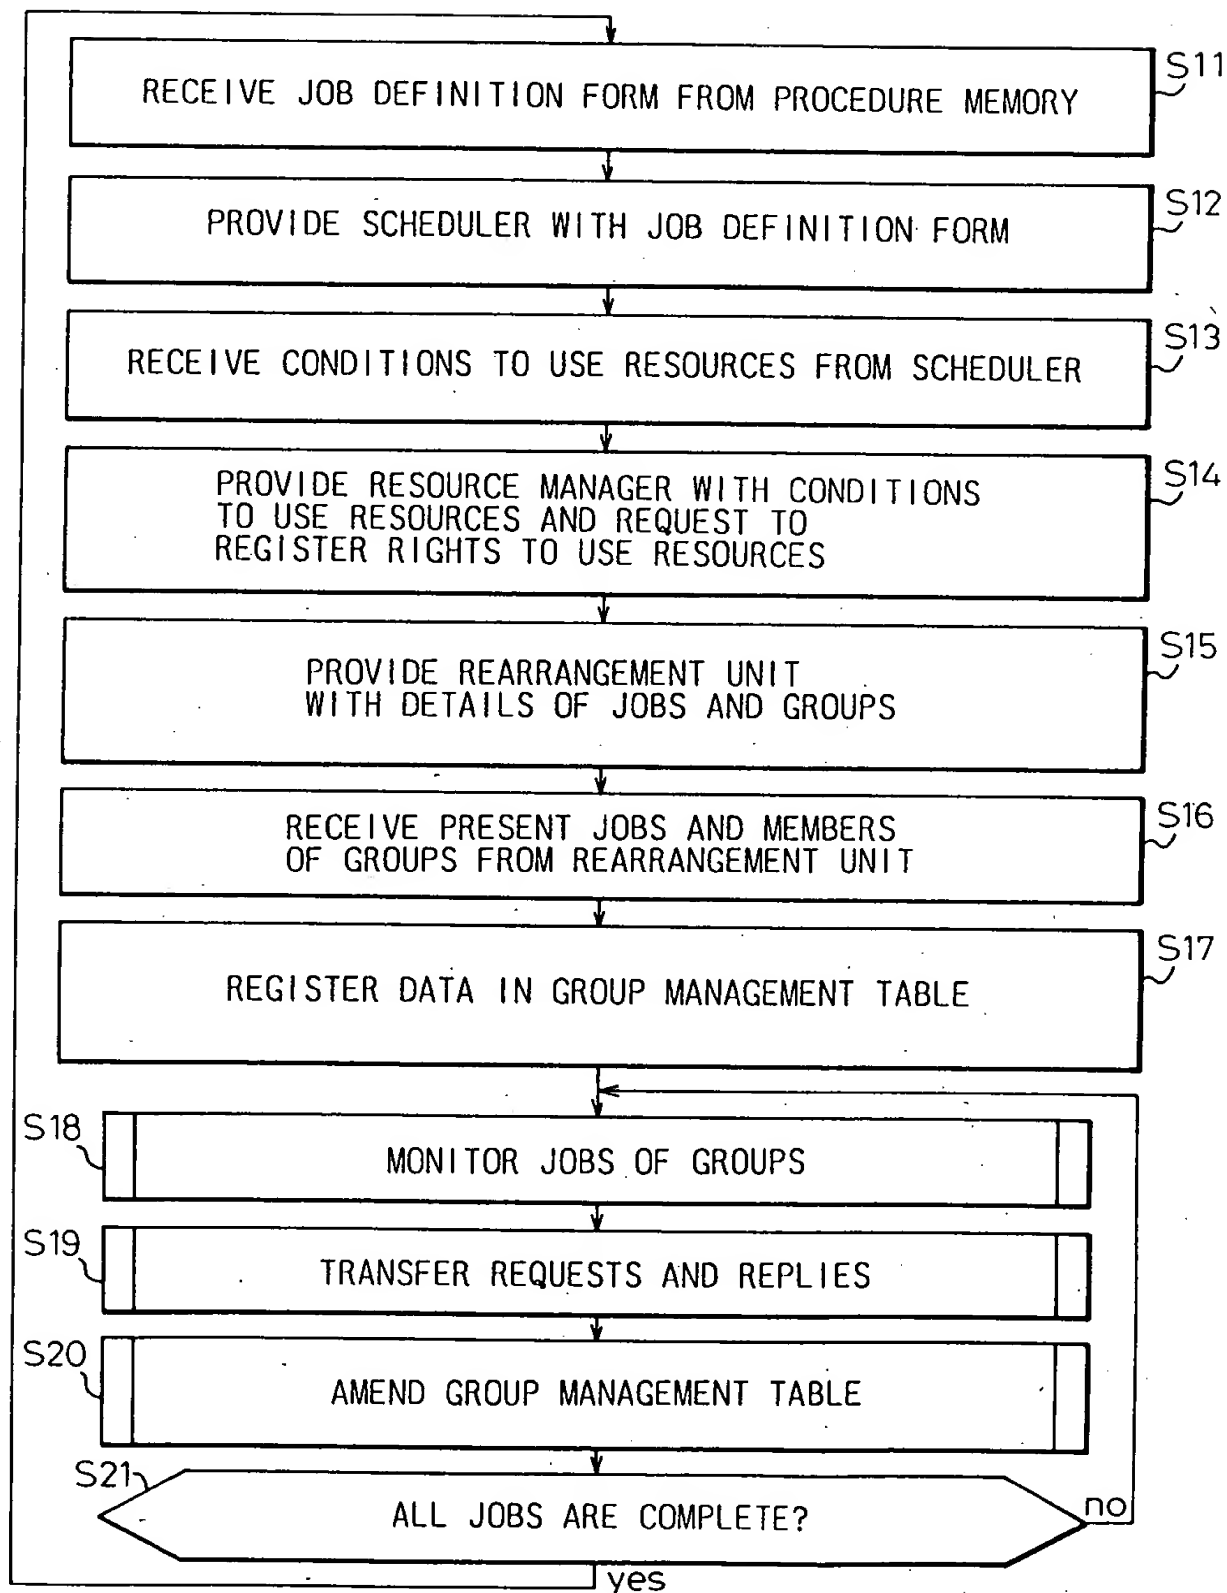 RECEIVE JOB DEFINITION FORM FROM PROCEDURE MEMORY
S11
PROVIDE SCHEDULER WITH JOB DEFINITION FORM
S12
RECEIVE CONDITIONS TO USE RESOURCES FROM SCHEDULER
S13
PROVIDE RESOURCE MANAGER WITH CONDITIONS
TO USE RESOURCES AND REQUEST TO
REGISTER RIGHTS TO USE RESOURCES
S14
PROVIDE REARRANGEMENT UNIT
WITH DETAILS OF JOBS AND GROUPS
S15
RECEIVE PRESENT JOBS AND MEMBERS
OF GROUPS FROM REARRANGEMENT UNIT
S16
REGISTER DATA IN GROUP MANAGEMENT TABLE
S17
S18
MONITOR JOBS OF GROUPS
S19
TRANSFER REQUESTS AND REPLIES
S20
AMEND GROUP MANAGEMENT TABLE
S21
ALL JOBS ARE COMPLETE?
no
yes